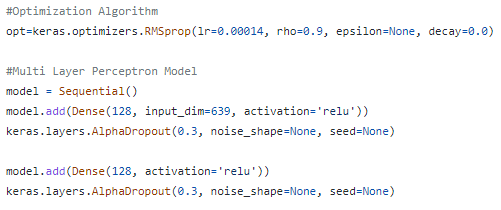 #Optimization Algorithm
opt=keras.optimizers.RMSprop(lr=0.00014, rho=0.9, epsilon=None, decay=0.0)
#Multi Layer Perceptron Model
model = Sequential()
model.add(Dense(128, input_dim=639, activation='relu'))
keras.layers.AlphaDropout(0.3, noise_shape=None, seed=None)
model.add(Dense(128, activation='relu'))
keras.layers.AlphaDropout(0.3, noise_shape=None, seed=None)